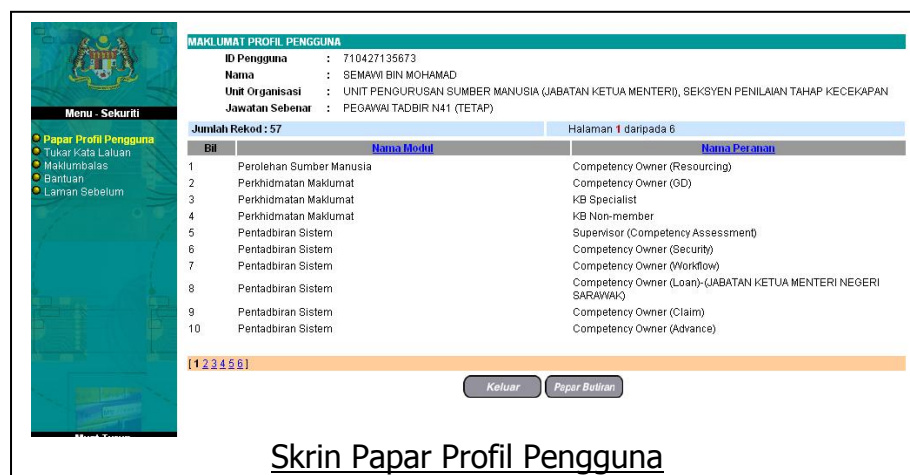 MAKLUMAT PROFIL PENGGUNA
ID Pengguna : 710427135673
Nama : SEMAWI BIN MOHAMAD
Unit Organisasi : UNIT PENGURUSAN SUMBER MANUSIA (JABATAN KETUA MENTERI), SEKSYEN PENILAIAN TAHAP KECEKAPAN
Jawatan Sebenar : PEGAWAI TADBIR N41 (TETAP)
Menu - Sekuriti
Papar Profil Pengguna
Tukar Kata Laluan
Maklumbalas
Bantuan
Laman Sebelum
Jumlah Rekod : 57 Halaman 1 daripada 6
Bil Nama Modul Nama Peranan
1 Perolehan Sumber Manusia Competency Owner (Resourcing)
2 Perkhidmatan Maklumat Competency Owner (GD)
3 Perkhidmatan Maklumat KB Specialist
4 Perkhidmatan Maklumat KB Non-member
5 Pentadbiran Sistem Supervisor (Competency Assessment)
6 Pentadbiran Sistem Competency Owner (Security)
7 Pentadbiran Sistem Competency Owner (Workflow)
8 Pentadbiran Sistem Competency Owner (Loan)-(JABATAN KETUA MENTERI NEGERI
SARAWAK)
9 Pentadbiran Sistem Competency Owner (Claim)
10 Pentadbiran Sistem Competency Owner (Advance)
[1 2 3 4 5 6]
Keluar Papar Butiran
Skrin Papar Profil Pengguna